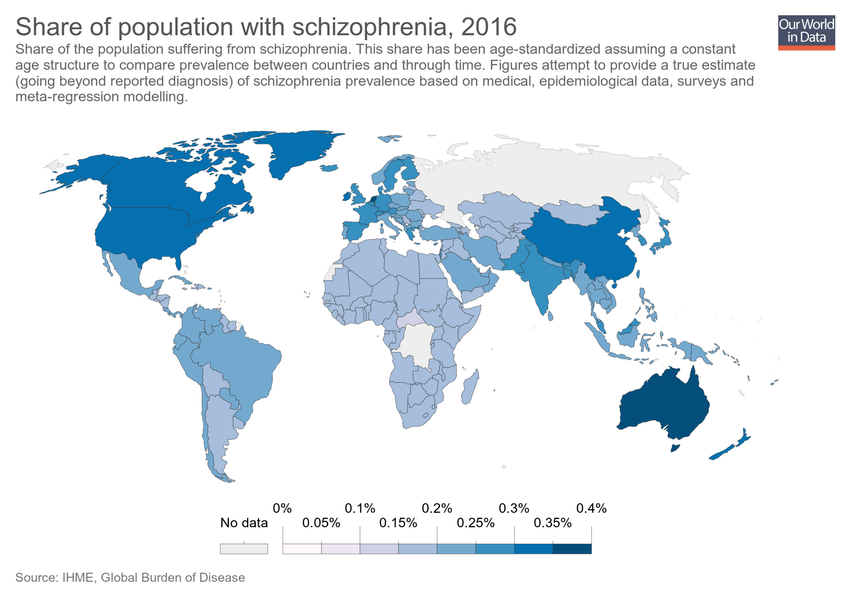 Share of population with schizophrenia, 2016
Our World
in Data
Share of the population suffering from schizophrenia. This share has been age-standardized assuming a constant
age structure to compare prevalence between countries and through time. Figures attempt to provide a true estimate
(going beyond reported diagnosis) of schizophrenia prevalence based on medical, epidemiological data, surveys and
meta-regression modelling.
0% 0.1% 0.2% 0.3% 0.4%
No data 0.05% 0.15% 0.25% 0.35%
Source: IHME, Global Burden of Disease